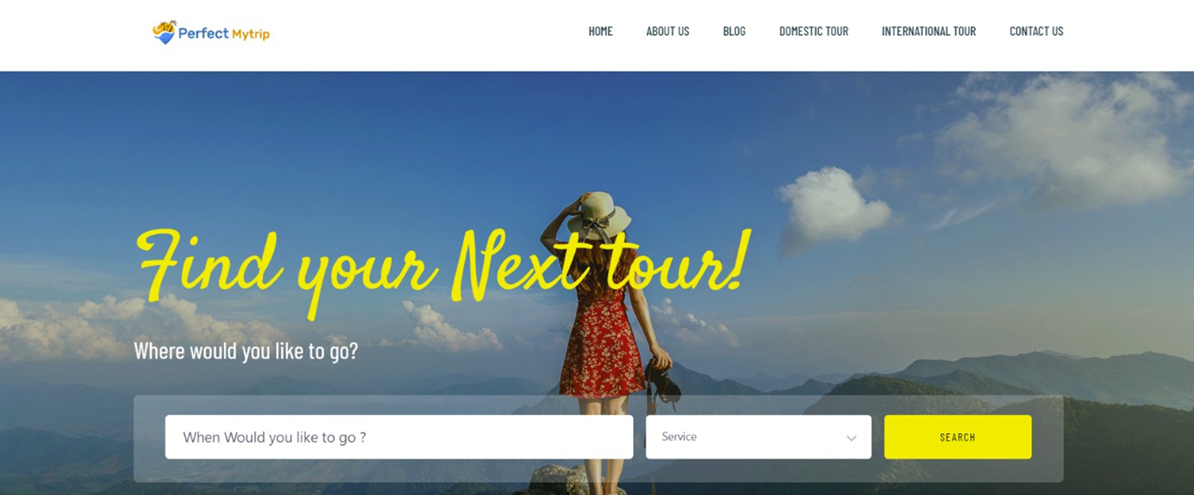 Perfect Mytrip
HOME ABOUT US BLOG DOMESTIC TOUR INTERNATIONAL TOUR CONTACT US
Find your Next tour!
Where would you like to go?
When Would you like to go ? Service SEARCH